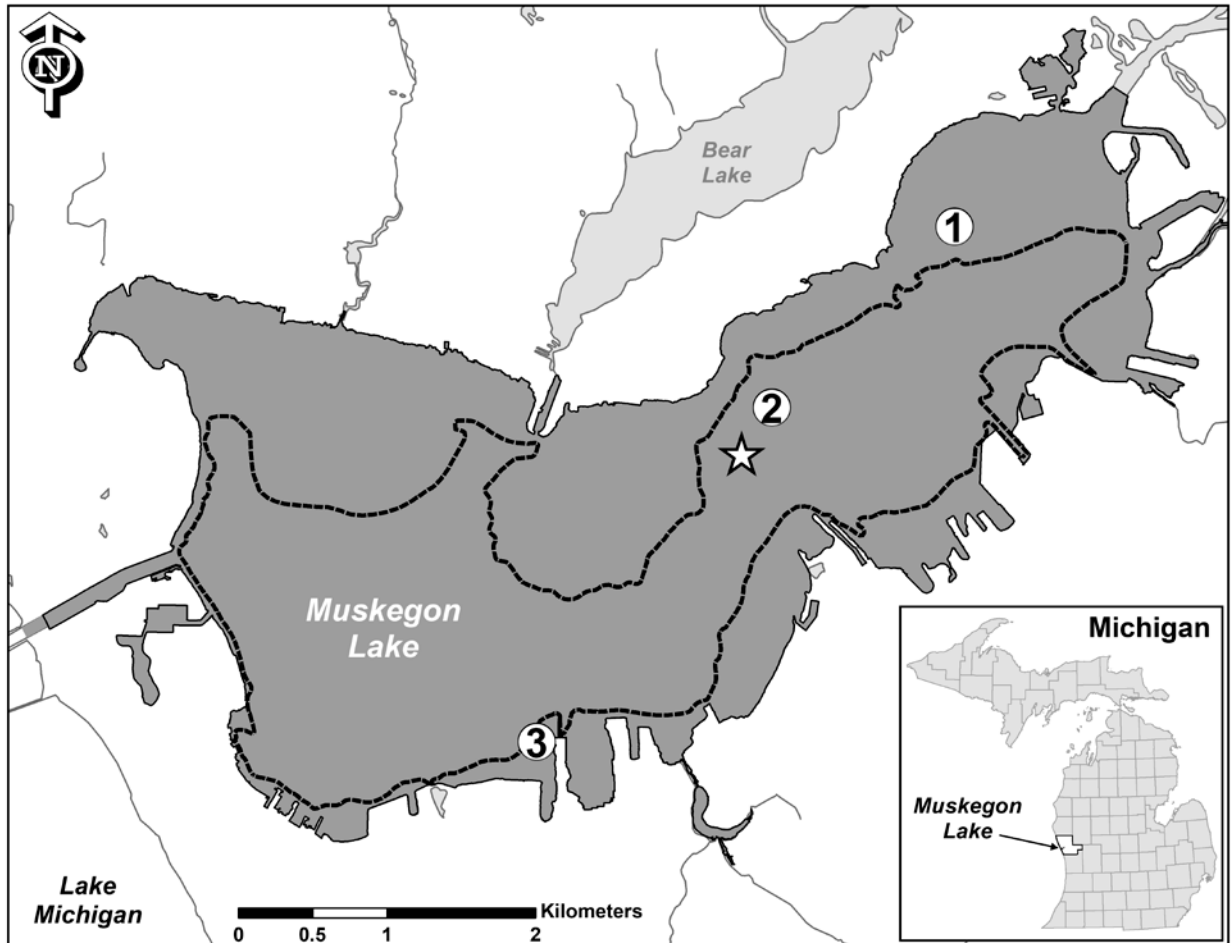 N
Bear
Lake
1
2
Muskegon
Lake
3
Michigan
Muskegon
Lake
Lake
Michigan
Kilometers
0 0.5 1 2